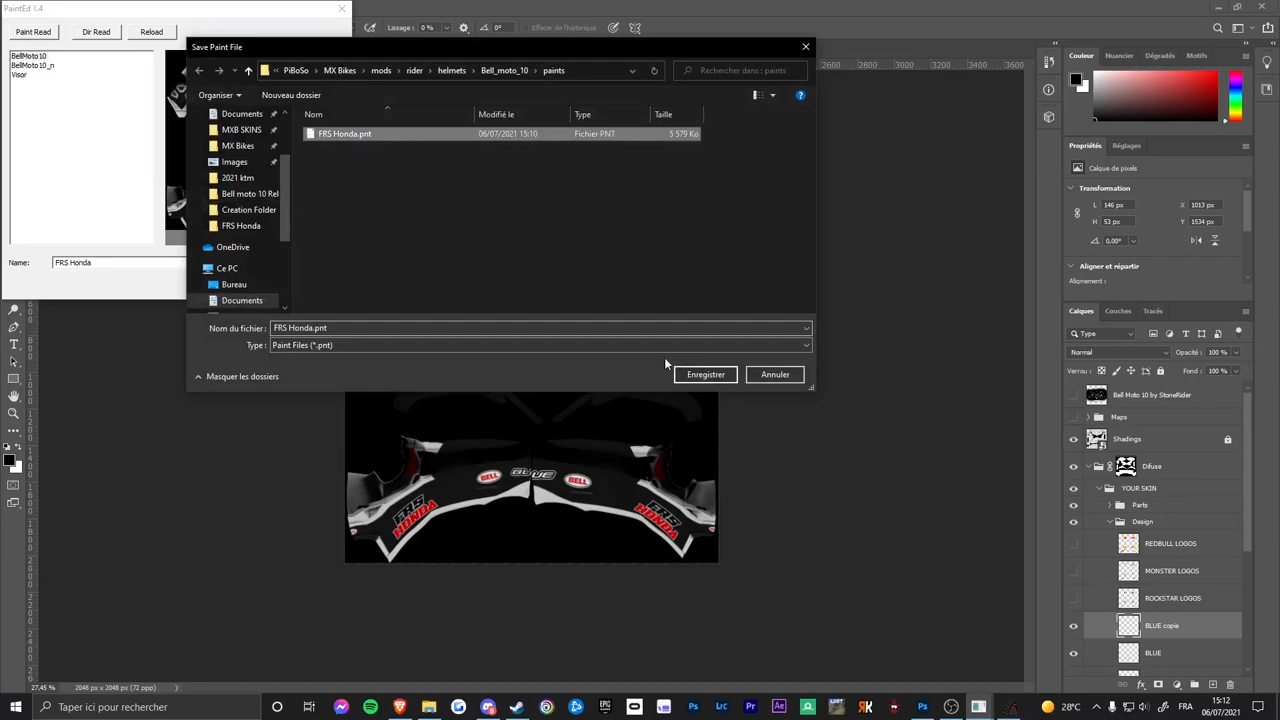 PaintEd 1.4
Paint Read
Dir Read
Reload
BellMoto10
BellMoto10_n
Visor
Name:
FRS Honda
Lissage :
0 %
0°
Effacer de l'historique
Save Paint File
PiBoSo
MX Bikes
mods
rider
helmets
Bell_moto_10
paints
Rechercher dans : paints
Organiser
Nouveau dossier
Documents
MXB SKINS
MX Bikes
Images
2021 ktm
Bell moto 10 Rel
Creation Folder
FRS Honda
OneDrive
Ce PC
Bureau
Documents
Nom
Modifié le
Type
Taille
FRS Honda.pnt
06/07/2021 15:10
Fichier PNT
5 579 Ko
Nom du fichier :
FRS Honda.pnt
Type :
Paint Files (*.pnt)
Masquer les dossiers
Enregistrer
Annuler
2600
2800
3000
3200
3400
3600
BELL
BLUE
BELL
FRS
HONDA
FRS
HONDA
Couleur
Nuancier
Dégradés
Motifs
Propriétés
Réglages
Calque de pixels
Transformation
L
146 px
X
1013 px
H
53 px
Y
1534 px
0,00°
Aligner et répartir
Alignement :
Calques
Couches
Tracés
Type
Normal
Opacité :
100 %
Verrou :
Fond :
100 %
Bell Moto 10 by StoneRider
Maps
Shadings
Difuse
YOUR SKIN
Parts
Design
REDBULL LOGOS
MONSTER LOGOS
ROCKSTAR LOGOS
BLUE copie
BLUE
27,45 %
2048 px x 2048 px (72 ppp)
Taper ici pour rechercher
28°C
FR
15:12
06/07/2021